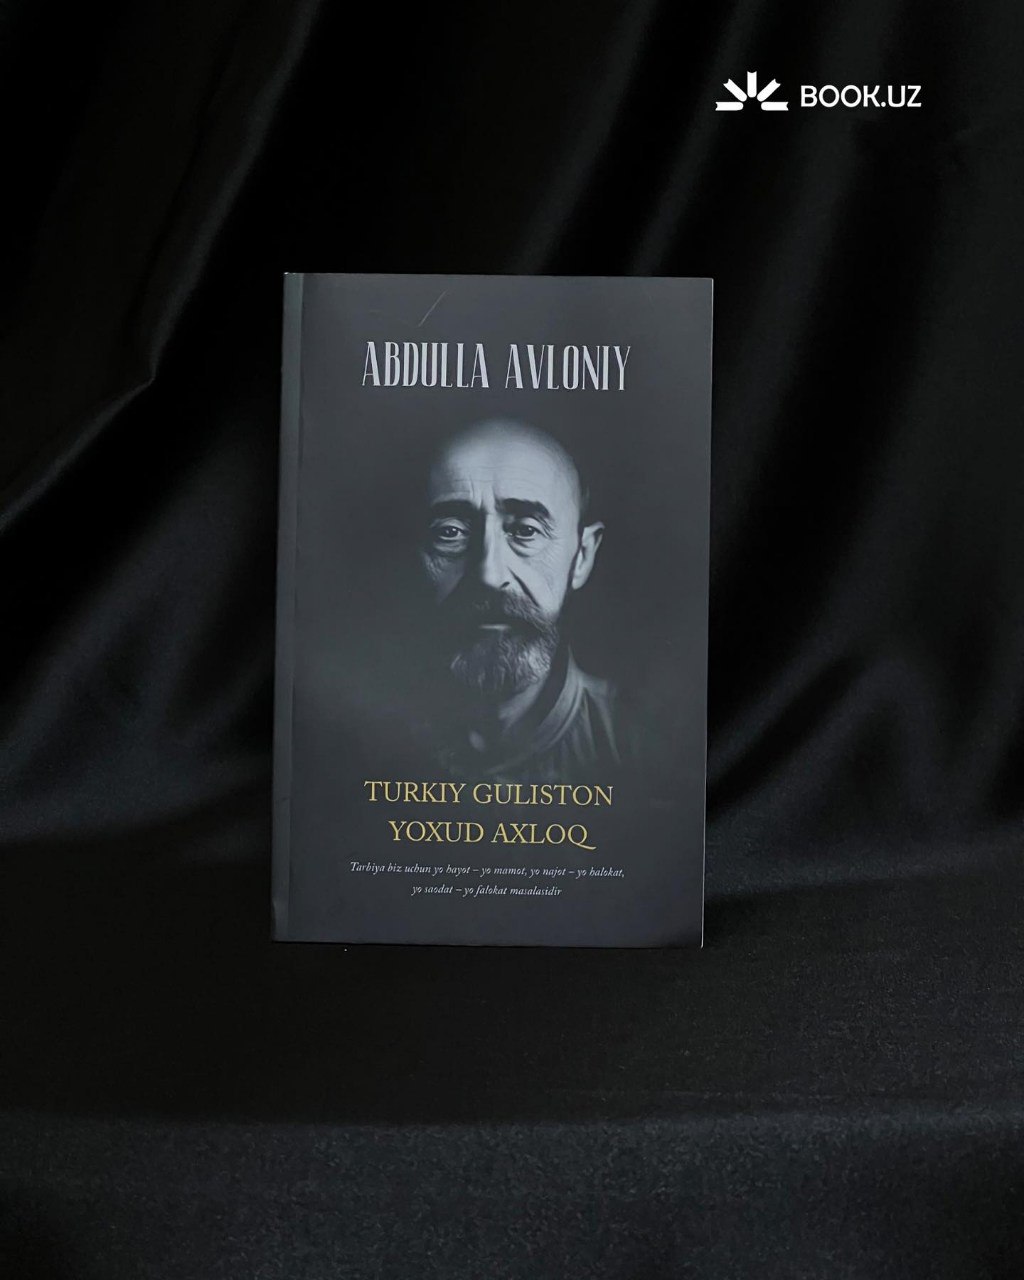 BOOK.UZ
ABDULLA AVLONIY
TURKIY GULISTON
YOXUD AXLOQ
Tarbiya biz uchun yo hayot – yo mamot, yo najot – yo halokat,
yo saodat – yo falokat masalasidir